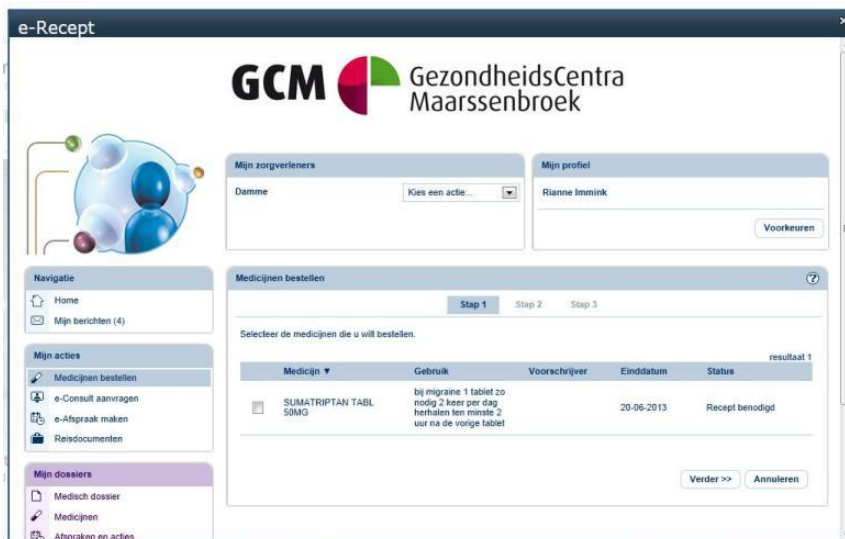 e-Recept
GCM GezondheidsCentra
Maarssenbroek
Mijn zorgverleners
Damme Kies een actie...
Mijn profiel
Rianne Immink
Voorkeuren
Navigatie
Home
Mijn berichten (4)
Mijn acties
Medicijnen bestellen
e-Consult aanvragen
e-Afspraak maken
Reisdocumenten
Mijn dossiers
Medisch dossier
Medicijnen
Afspraken en acties
Medicijnen bestellen ?
Stap 1 Stap 2 Stap 3
Selecteer de medicijnen die u wilt bestellen.
resultaat 1
Medicijn ▼ Gebruik Voorschrijver Einddatum Status
SUMATRIPTAN TABL
50MG
bij migraine 1 tablet zo
nodig 2 keer per dag
herhalen ten minste 2
uur na de vorige tablet
20-06-2013 Recept benodigd
Verder >> Annuleren